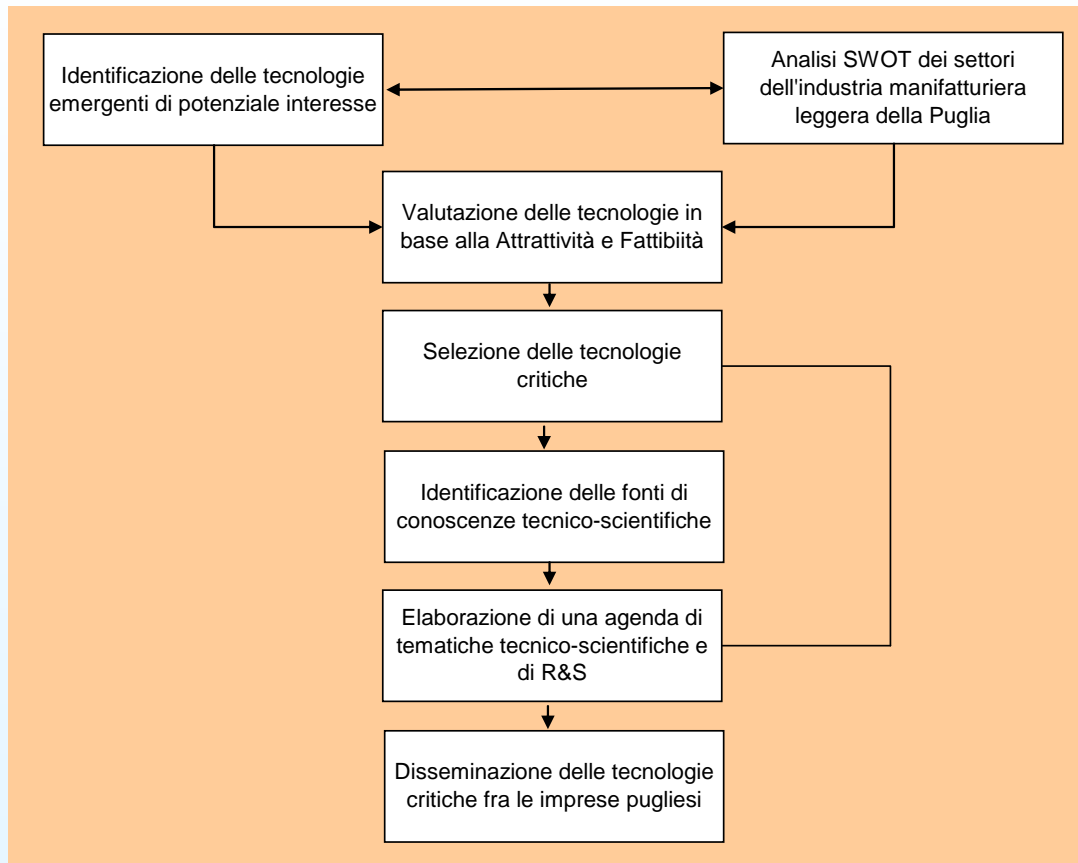 Identificazione delle tecnologie
emergenti di potenziale interesse
Analisi SWOT dei settori
dell'industria manifatturiera
leggera della Puglia
Valutazione delle tecnologie in
base alla Attrattività e Fattibiità
Selezione delle tecnologie
critiche
Identificazione delle fonti di
conoscenze tecnico-scientifiche
Elaborazione di una agenda di
tematiche tecnico-scientifiche e
di R&S
Disseminazione delle tecnologie
critiche fra le imprese pugliesi